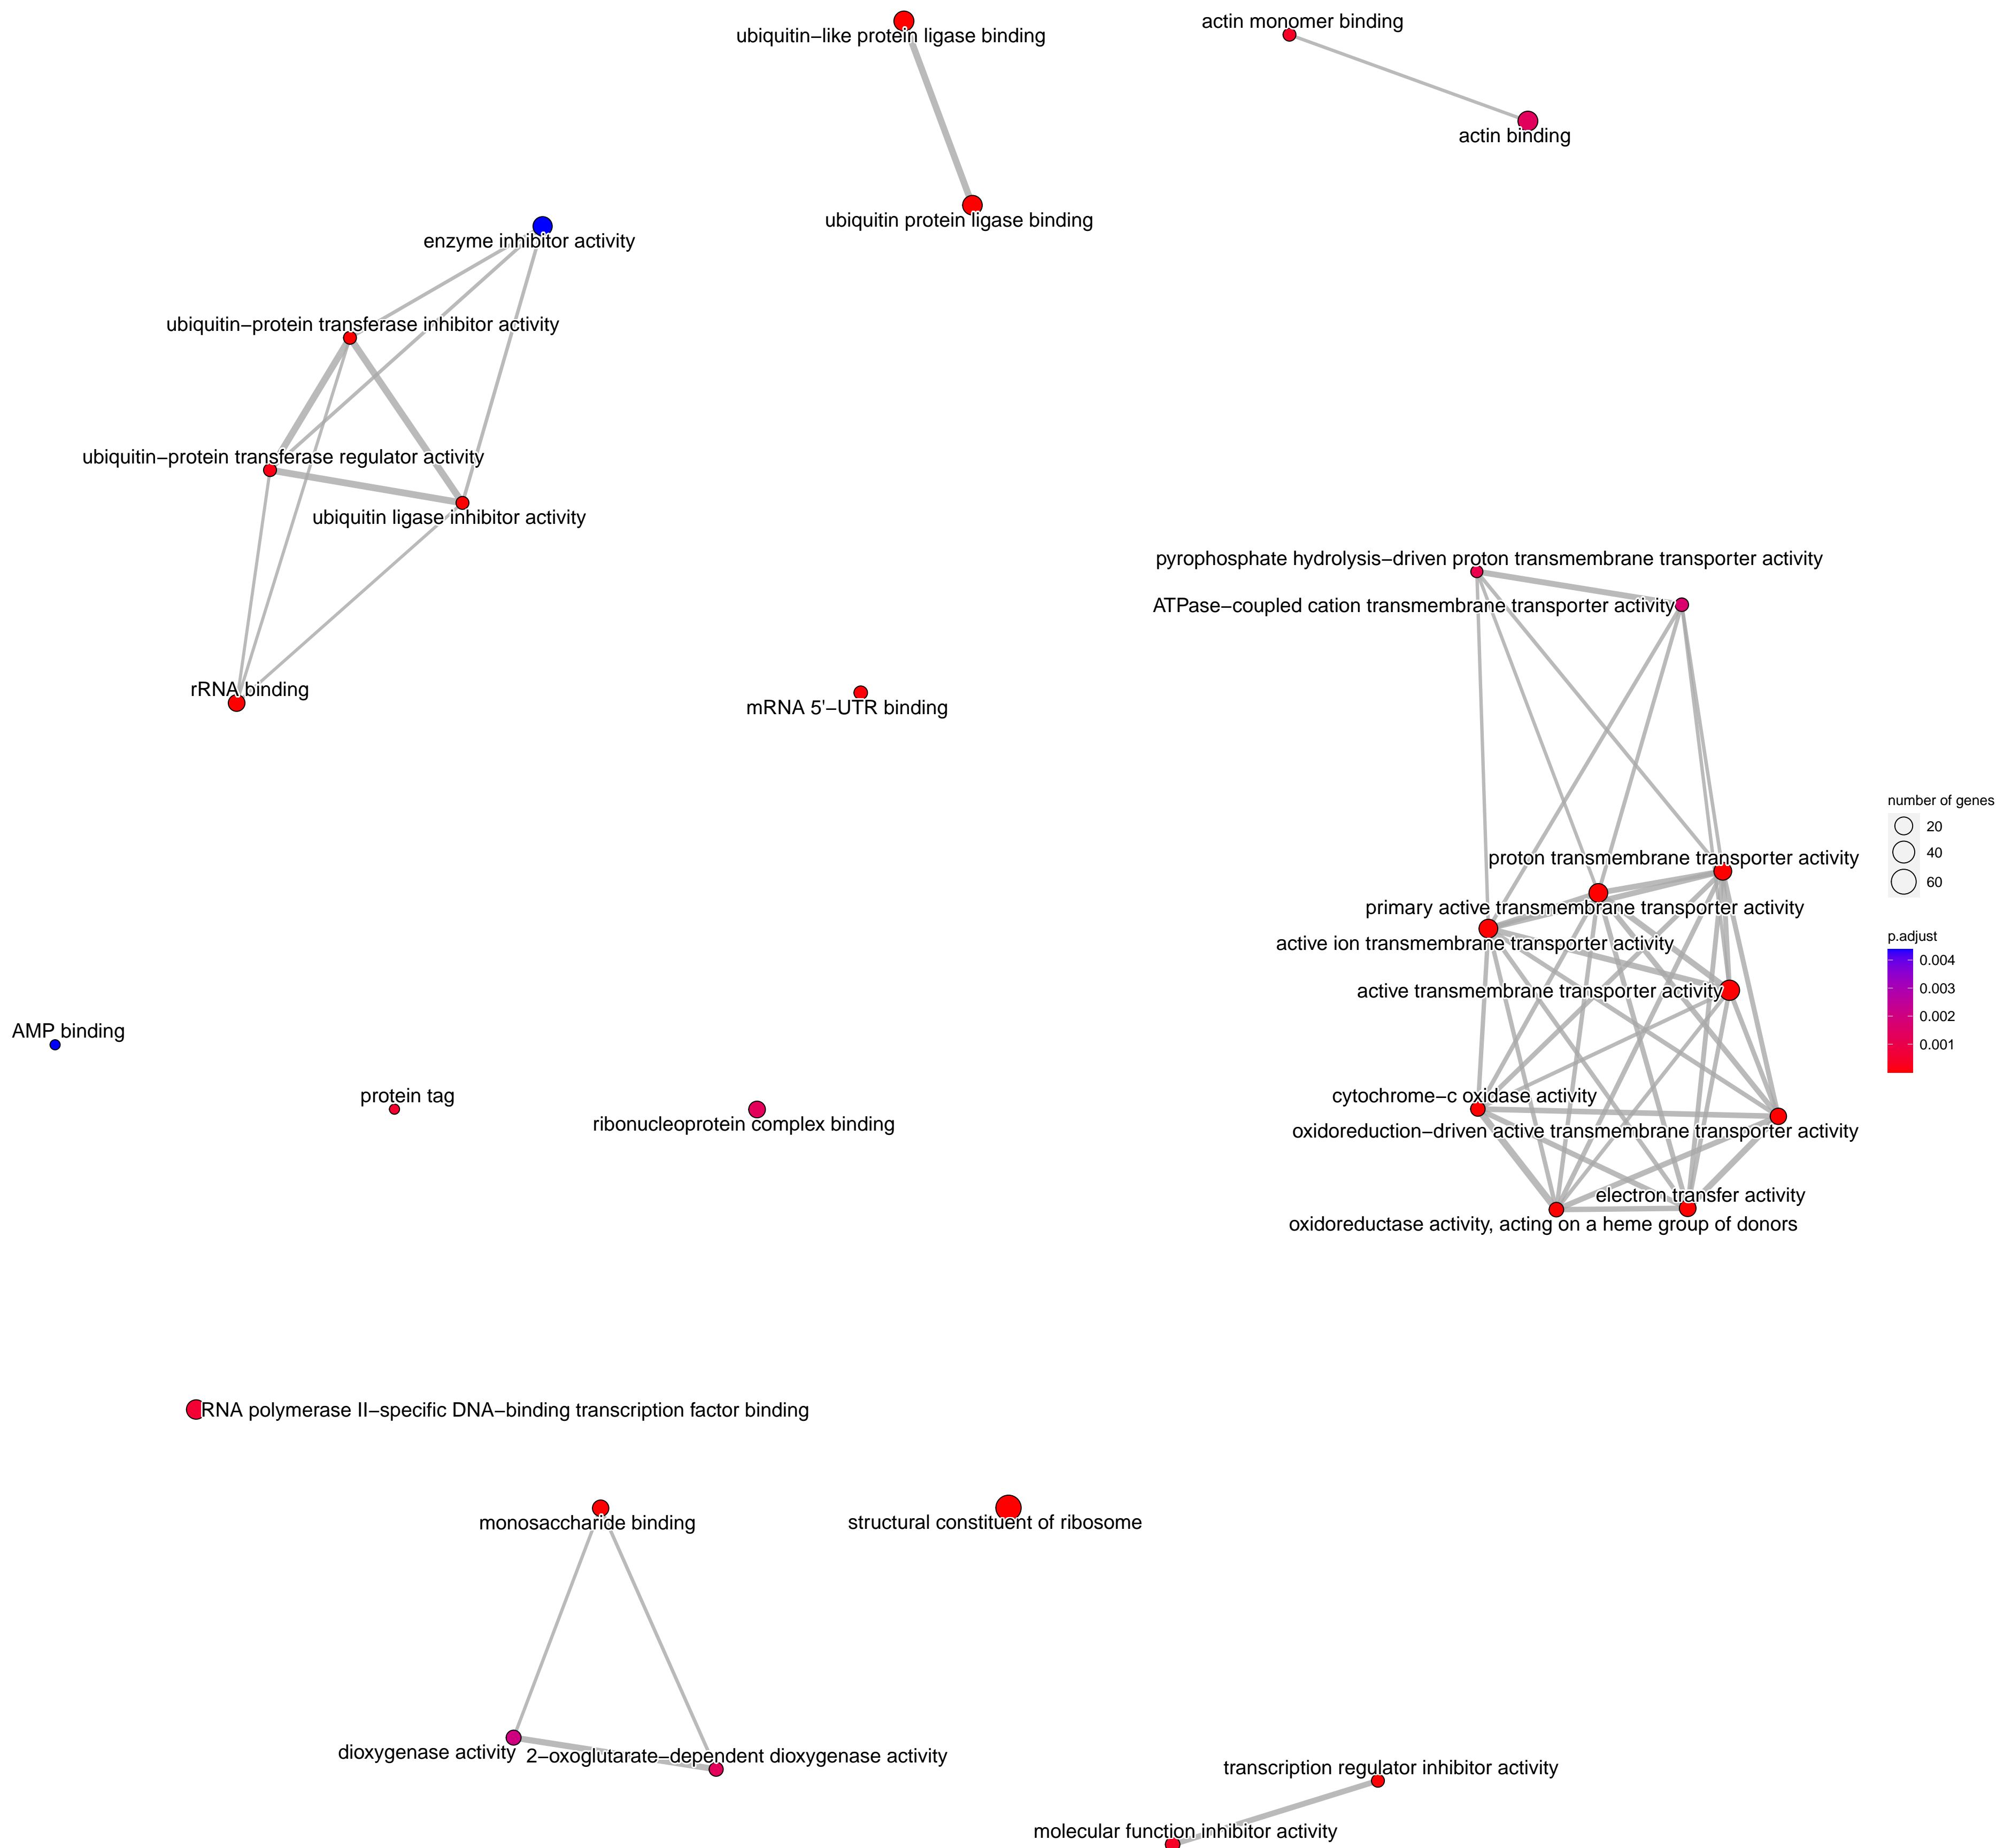 actin monomer binding
ubiquitin−like protein ligase binding
actin binding
ubiquitin protein ligase binding
enzyme inhibitor activity
ubiquitin−protein transferase inhibitor activity
ubiquitin−protein transferase regulator activity
ubiquitin ligase inhibitor activity
pyrophosphate hydrolysis−driven proton transmembrane transporter activity
ATPase−coupled cation transmembrane transporter activity
rRNA binding
mRNA 5'−UTR binding
number of genes
20
40
60
proton transmembrane transporter activity
primary active transmembrane transporter activity
active ion transmembrane transporter activity
active transmembrane transporter activity
p.adjust
0.004
0.003
0.002
0.001
AMP binding
protein tag
ribonucleoprotein complex binding
cytochrome−c oxidase activity
oxidoreduction−driven active transmembrane transporter activity
electron transfer activity
oxidoreductase activity, acting on a heme group of donors
RNA polymerase II−specific DNA−binding transcription factor binding
monosaccharide binding
structural constituent of ribosome
dioxygenase activity
2−oxoglutarate−dependent dioxygenase activity
transcription regulator inhibitor activity
molecular function inhibitor activity